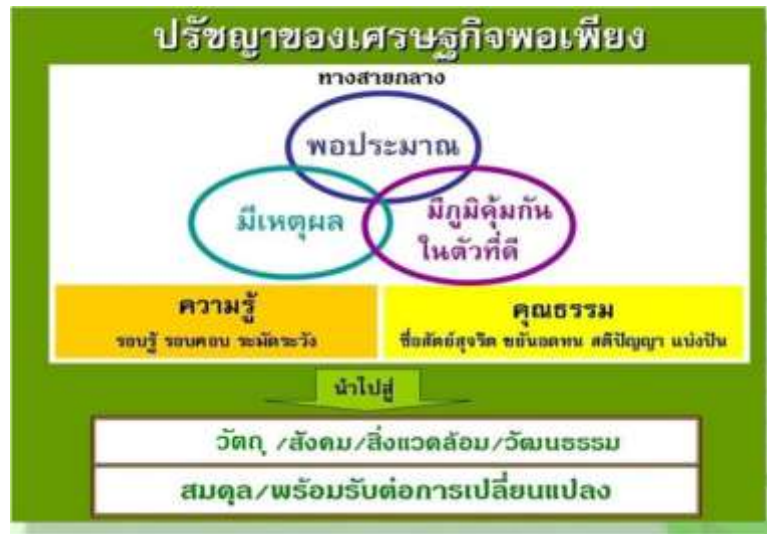 ปรัชญาของเศรษฐกิจพอเพียง
ทางสายกลาง
พอประมาณ
มีเหตุผล
มีภูมิคุ้มกัน
ในตัวที่ดี
ความรู้
รอบรู้ รอบคอบ ระมัดระวัง
คุณธรรม
ซื่อสัตย์สุจริต ขยันอดทน สติปัญญา แบ่งปัน
นำไปสู่
วัตถุ /สังคม/สิ่งแวดล้อม/วัฒนธรรม
สมดุล/พร้อมรับต่อการเปลี่ยนแปลง